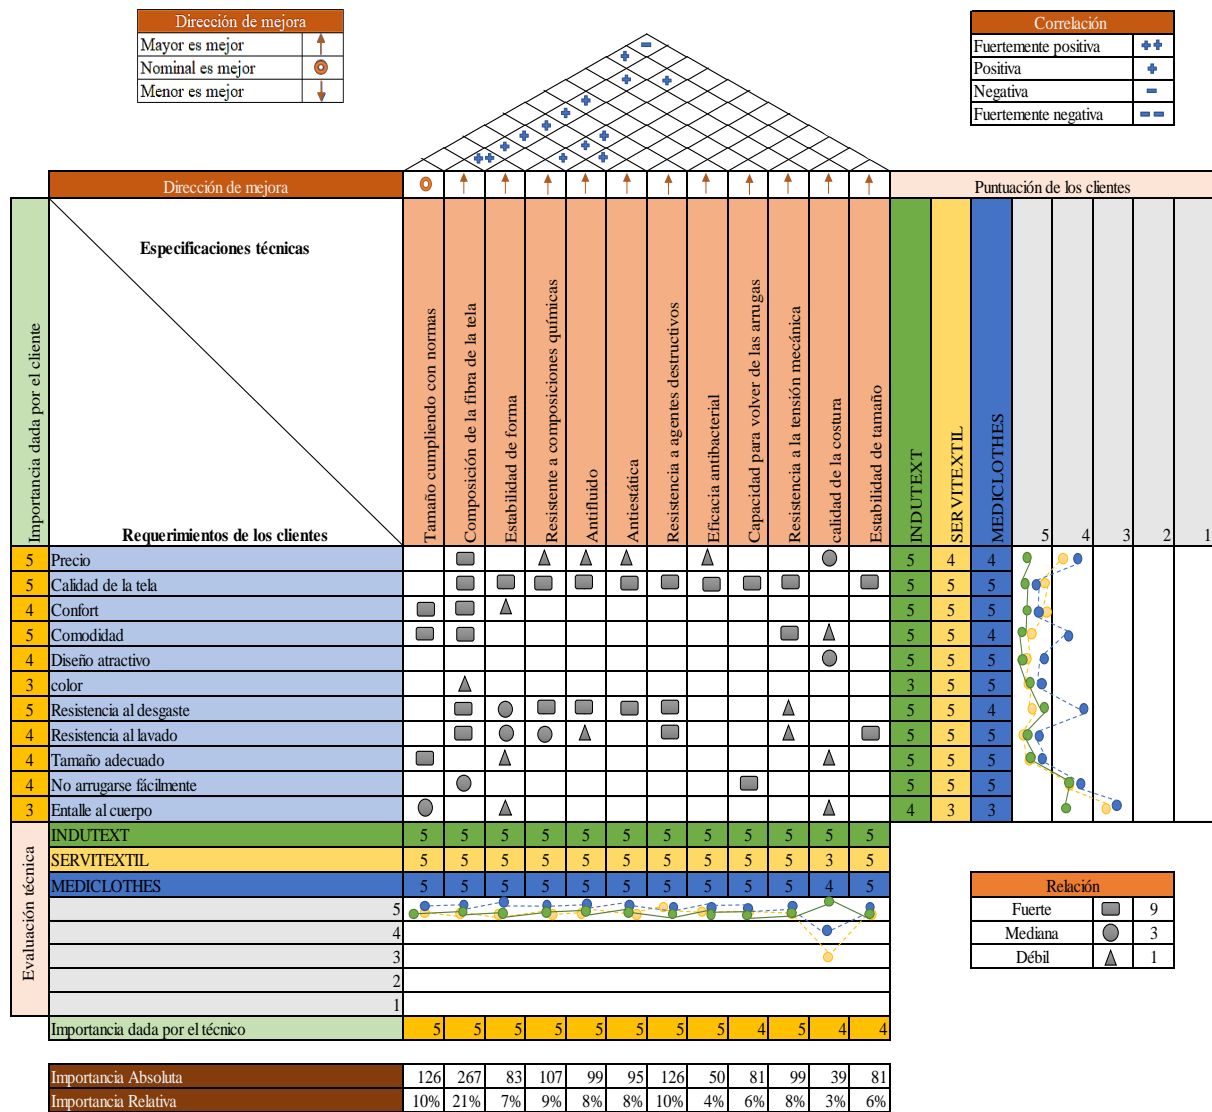 Dirección de mejora
Mayor es mejor
Nominal es mejor
Menor es mejor
Correlación
Fuertemente positiva
Positiva
Negativa
Fuertemente negativa
Dirección de mejora
Puntuación de los clientes
Importancia dada por el cliente
Especificaciones técnicas
Requerimientos de los clientes
Tamaño cumpliendo con normas
Composición de la fibra de la tela
Estabilidad de forma
Resistente a composiciones químicas
Antifluido
Antiestática
Resistencia a agentes destructivos
Eficacia antibacterial
Capacidad para volver de las arrugas
Resistencia a la tensión mecánica
calidad de la costura
Estabilidad de tamaño
INDUTEXT
SERVITEXTIL
MEDICLOTHES
5 4 3 2 1
5 Precio 5 4 4
5 Calidad de la tela 5 5 5
4 Confort 5 5 5
5 Comodidad 5 5 4
4 Diseño atractivo 5 5 5
3 color 3 5 5
5 Resistencia al desgaste 5 5 4
4 Resistencia al lavado 5 5 5
4 Tamaño adecuado 5 5 5
4 No arrugarse fácilmente 5 5 5
3 Entalle al cuerpo 4 3 3
Evaluación técnica
INDUTEXT 5 5 5 5 5 5 5 5 5 5 5 5
SERVITEXTIL 5 5 5 5 5 5 5 5 5 5 3 5
MEDICLOTHES 5 5 5 5 5 5 5 5 5 5 4 5
5
4
3
2
1
Importancia dada por el técnico 5 5 5 5 5 5 5 5 4 5 4 4
Relación
Fuerte 9
Mediana 3
Débil 1
Importancia Absoluta 126 267 83 107 99 95 126 50 81 99 39 81
Importancia Relativa 10% 21% 7% 9% 8% 8% 10% 4% 6% 8% 3% 6%